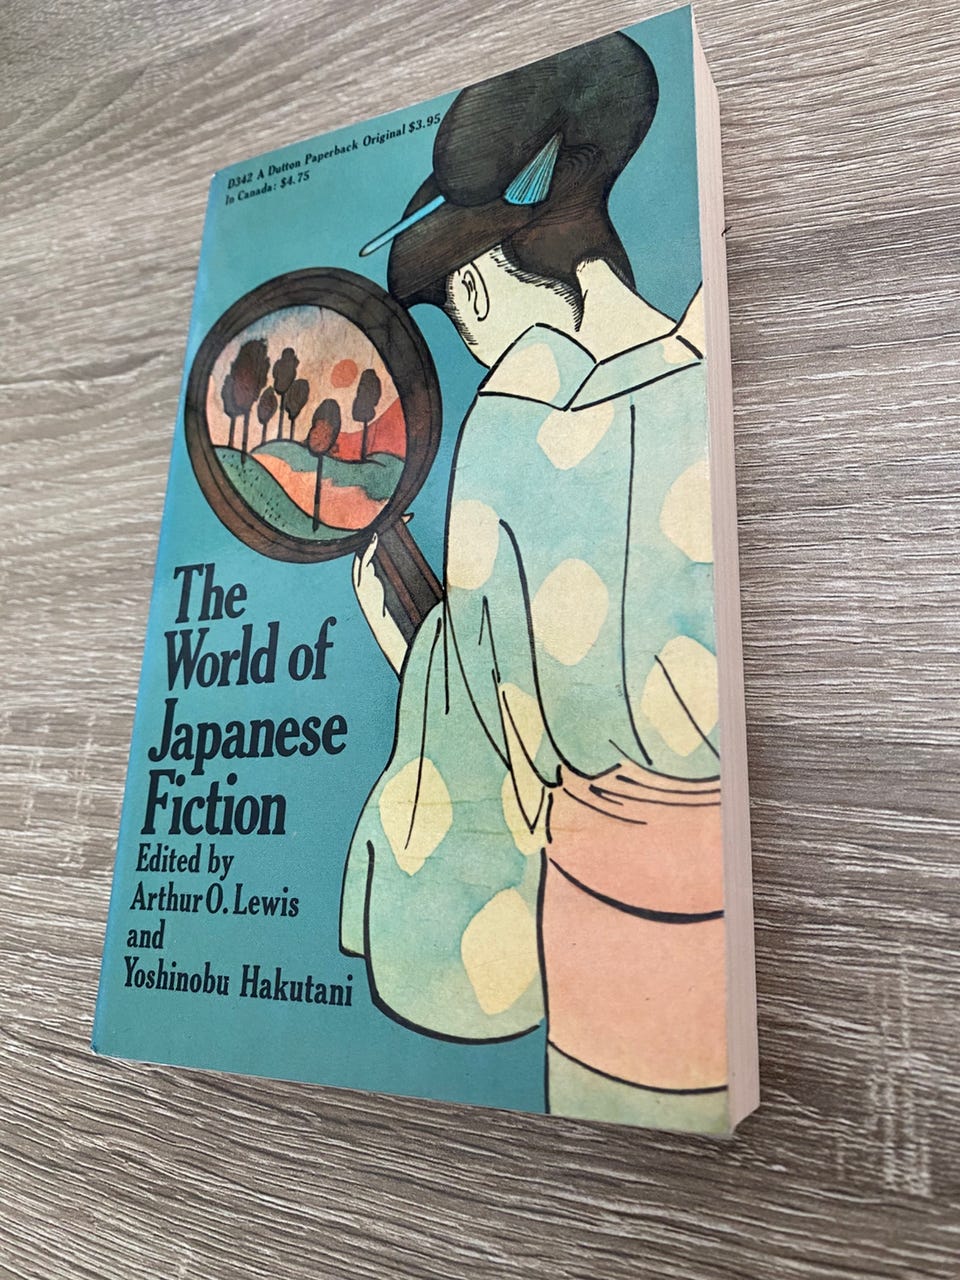 D342 A Dutton Paperback Original $3.95
In Canada: $4.75
The
World of
Japanese
Fiction
Edited by
Arthur O. Lewis
and
Yoshinobu Hakutani